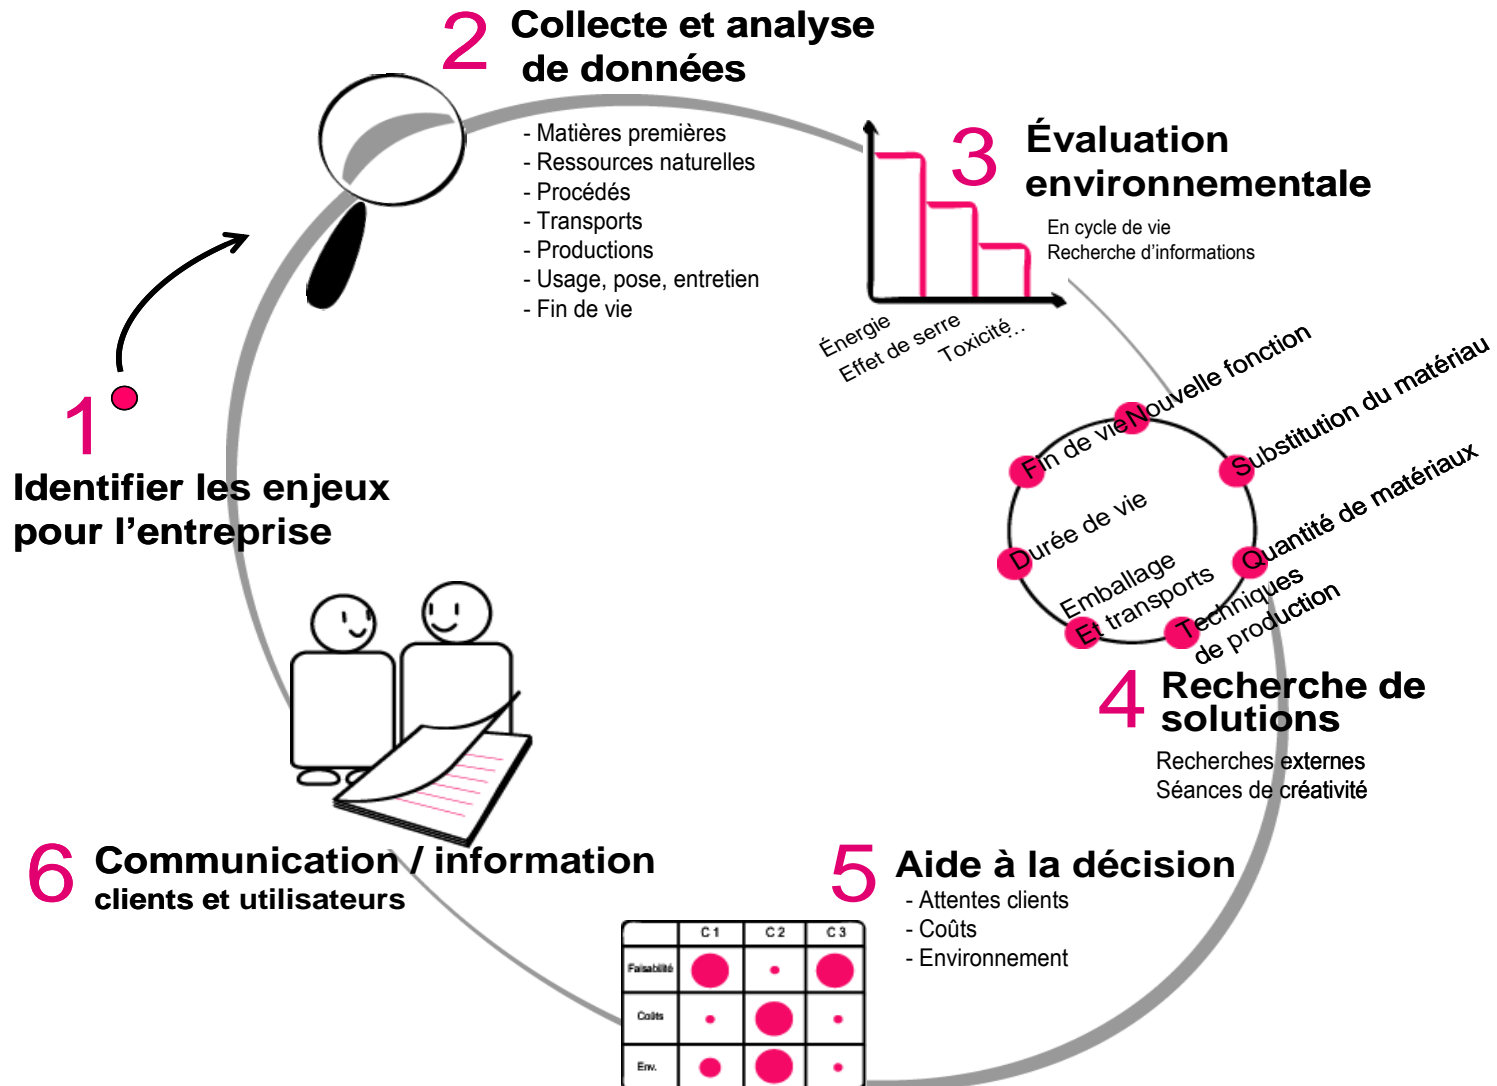 2 Collecte et analyse
de données
- Matières premières
- Ressources naturelles
- Procédés
- Transports
- Productions
- Usage, pose, entretien
- Fin de vie
3 Évaluation
environnementale
En cycle de vie
Recherche d'informations
Énergie
Effet de serre
Toxicité...
1
Identifier les enjeux
pour l'entreprise
Nouvelle fonction
Substitution du matériau
Quantité de matériaux
Techniques
de production
Emballage
Et transports
Durée de vie
Fin de vie
4 Recherche de
solutions
Recherches externes
Séances de créativité
5 Aide à la décision
- Attentes clients
- Coûts
- Environnement
C 1 C 2 C 3
Faisabilité
Coûts
Env.
6 Communication / information
clients et utilisateurs